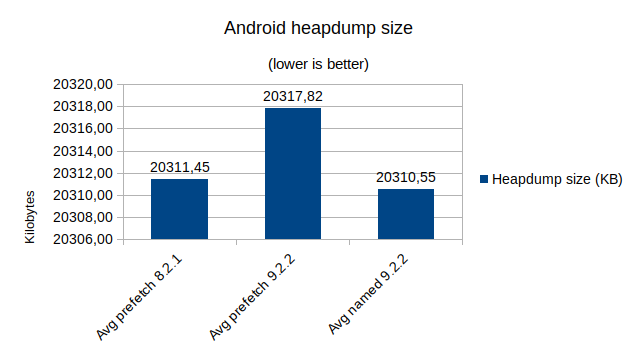 Android heapdump size
(lower is better)
Kilobytes
20320,00
20318,00
20316,00
20314,00
20312,00
20310,00
20308,00
20306,00
20311,45
20317,82
20310,55
Avg prefetch 8.2.1
Avg prefetch 9.2.2
Avg named 9.2.2
Heapdump size (KB)